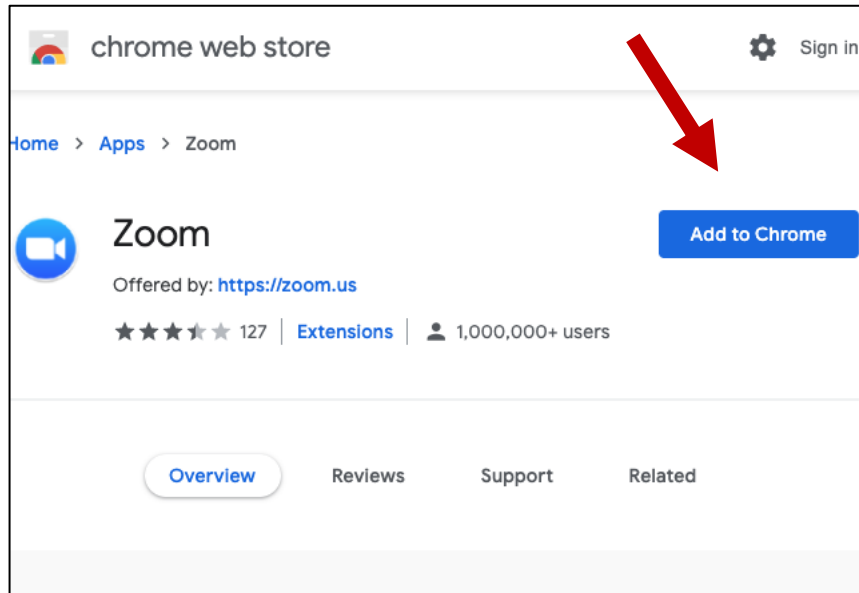 chrome web store
Sign in
Home > Apps > Zoom
Zoom
Add to Chrome
Offered by: https://zoom.us
127 | Extensions | 1,000,000+ users
Overview Reviews Support Related